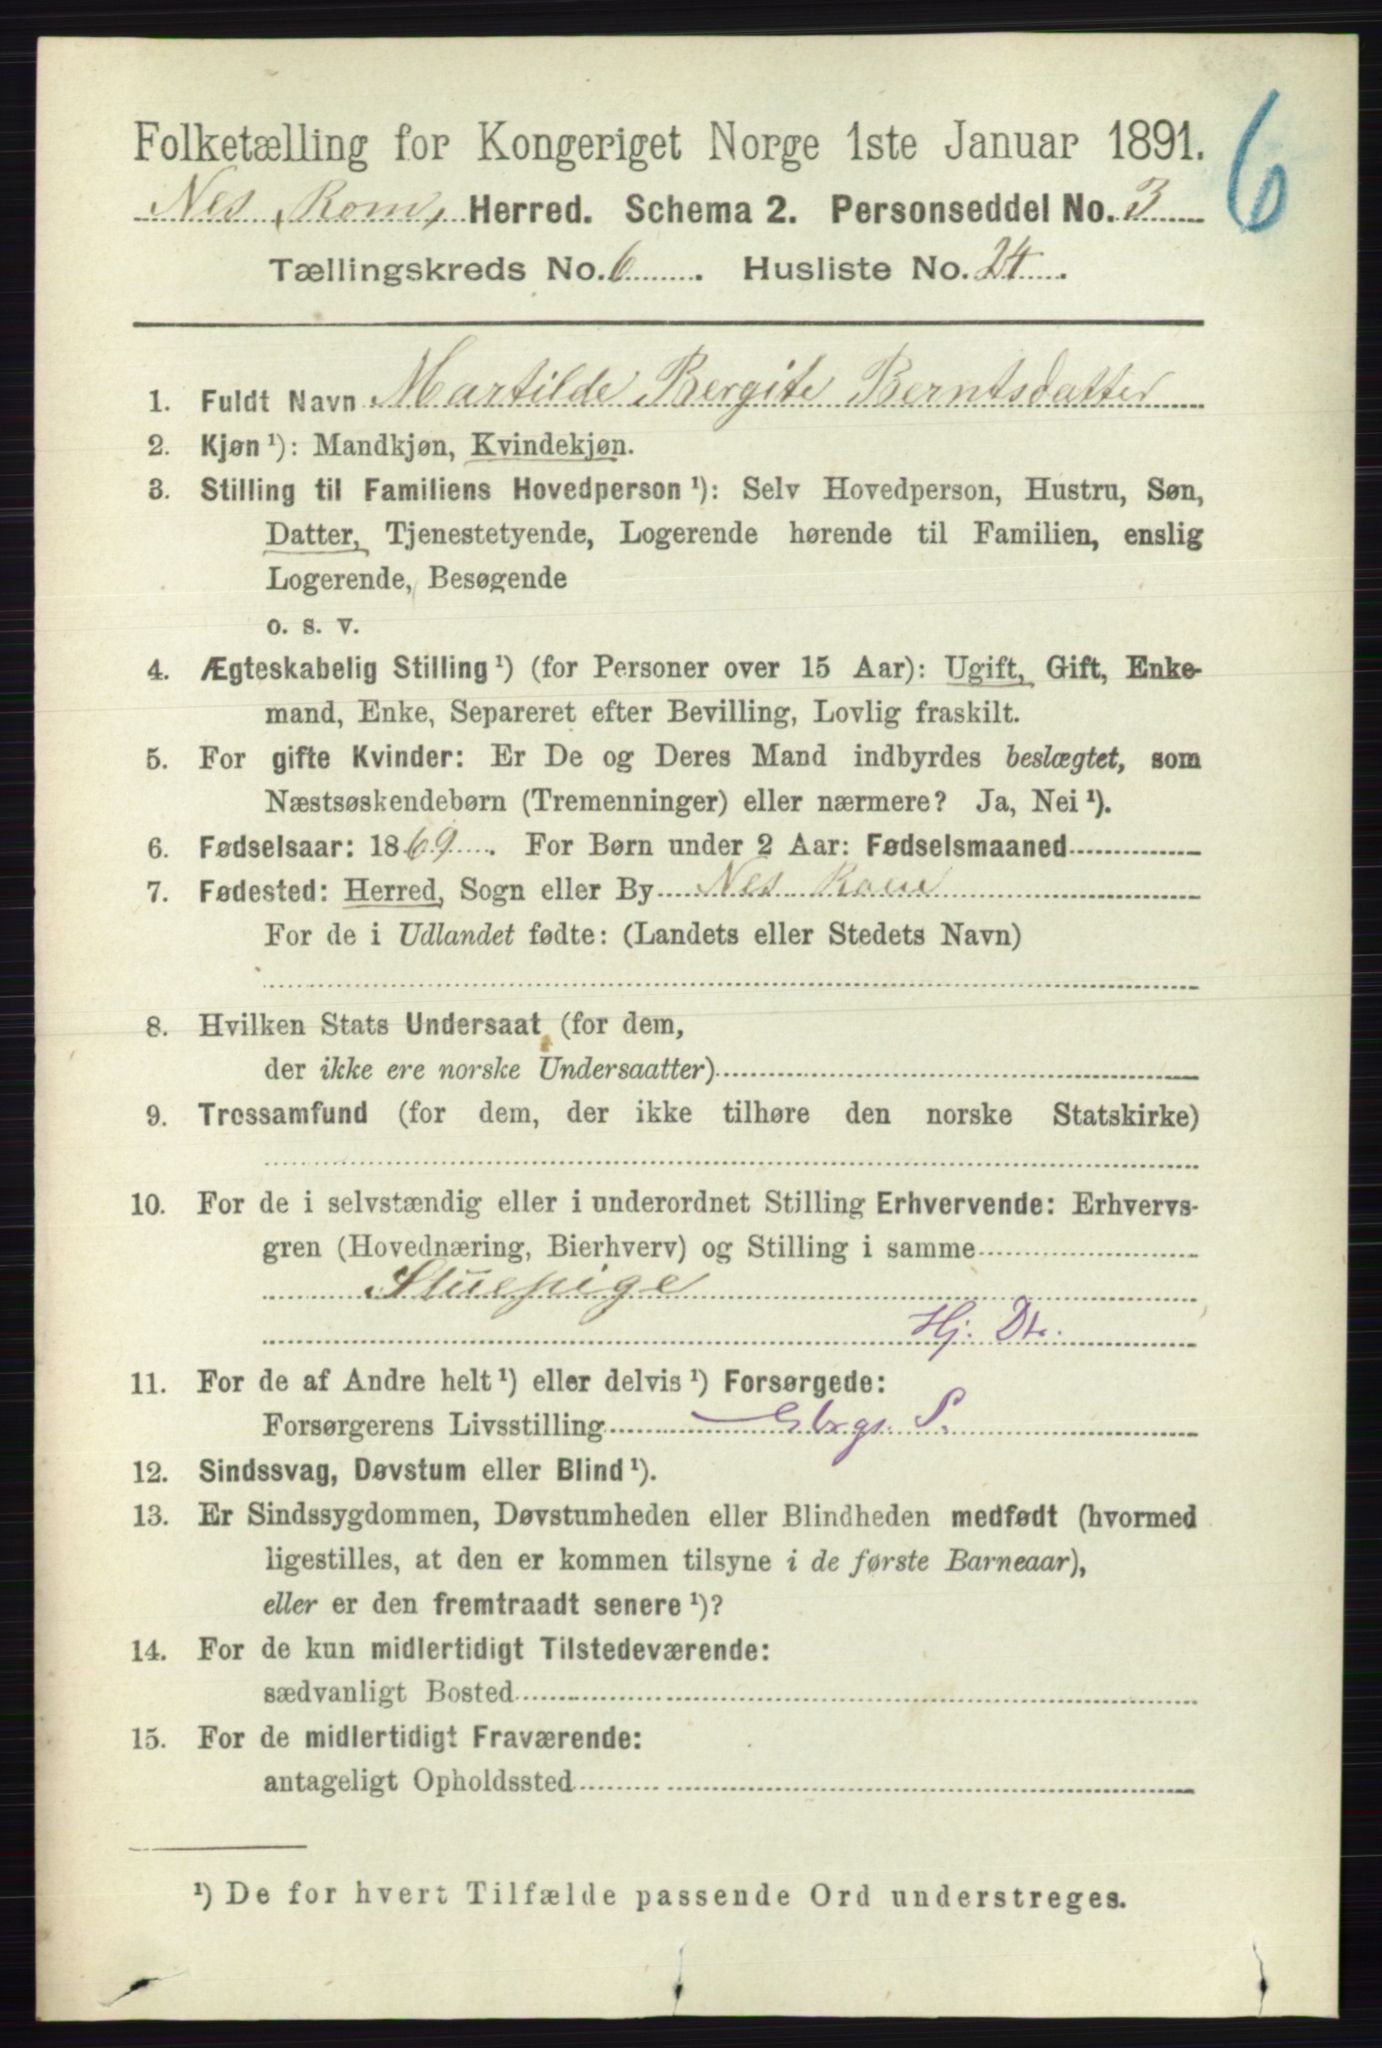 Folketælling for Kongeriget Norge 1ste Januar 1891.
6
Nes Rom, Herred. Schema 2. Personseddel No. 3
Tællingskreds No. 6. Husliste No. 24.
1. Fuldt Navn Martilde Bergite Berntsdatter
2. Kjøn ¹): Mandkjøn, Kvindekjøn.
3. Stilling til Familiens Hovedperson ¹): Selv Hovedperson, Hustru, Søn,
Datter, Tjenestetyende, Logerende hørende til Familien, enslig
Logerende, Besøgende
o. s. v.
4. Ægteskabelig Stilling ¹) (for Personer over 15 Aar): Ugift, Gift, Enke-
mand, Enke, Separeret efter Bevilling, Lovlig fraskilt.
5. For gifte Kvinder: Er De og Deres Mand indbyrdes beslægtet, som
Næstsøskendebørn (Tremenninger) eller nærmere? Ja, Nei ¹).
6. Fødselsaar: 1869. For Børn under 2 Aar: Fødselsmaaned
7. Fødested: Herred, Sogn eller By Nes
For de i Udlandet fødte: (Landets eller Stedets Navn)
8. Hvilken Stats Undersaat (for dem,
der ikke ere norske Undersaatter)
9. Trossamfund (for dem, der ikke tilhøre den norske Statskirke)
10. For de i selvstændig eller i underordnet Stilling Erhvervende: Erhvervs-
gren (Hovednæring, Bierhverv) og Stilling i samme
Stuepige
Hj. Dtr.
11. For de af Andre helt ¹) eller delvis ¹) Forsørgede:
Forsørgerens Livsstilling Gbrgs. S.
12. Sindssvag, Døvstum eller Blind ¹).
13. Er Sindssygdommen, Døvstumheden eller Blindheden medfødt (hvormed
ligestilles, at den er kommen tilsyne i de første Barneaar),
eller er den fremtraadt senere ¹)?
14. For de kun midlertidigt Tilstedeværende:
sædvanligt Bosted
15. For de midlertidigt Fraværende:
antageligt Opholdssted
¹) De for hvert Tilfælde passende Ord understreges.